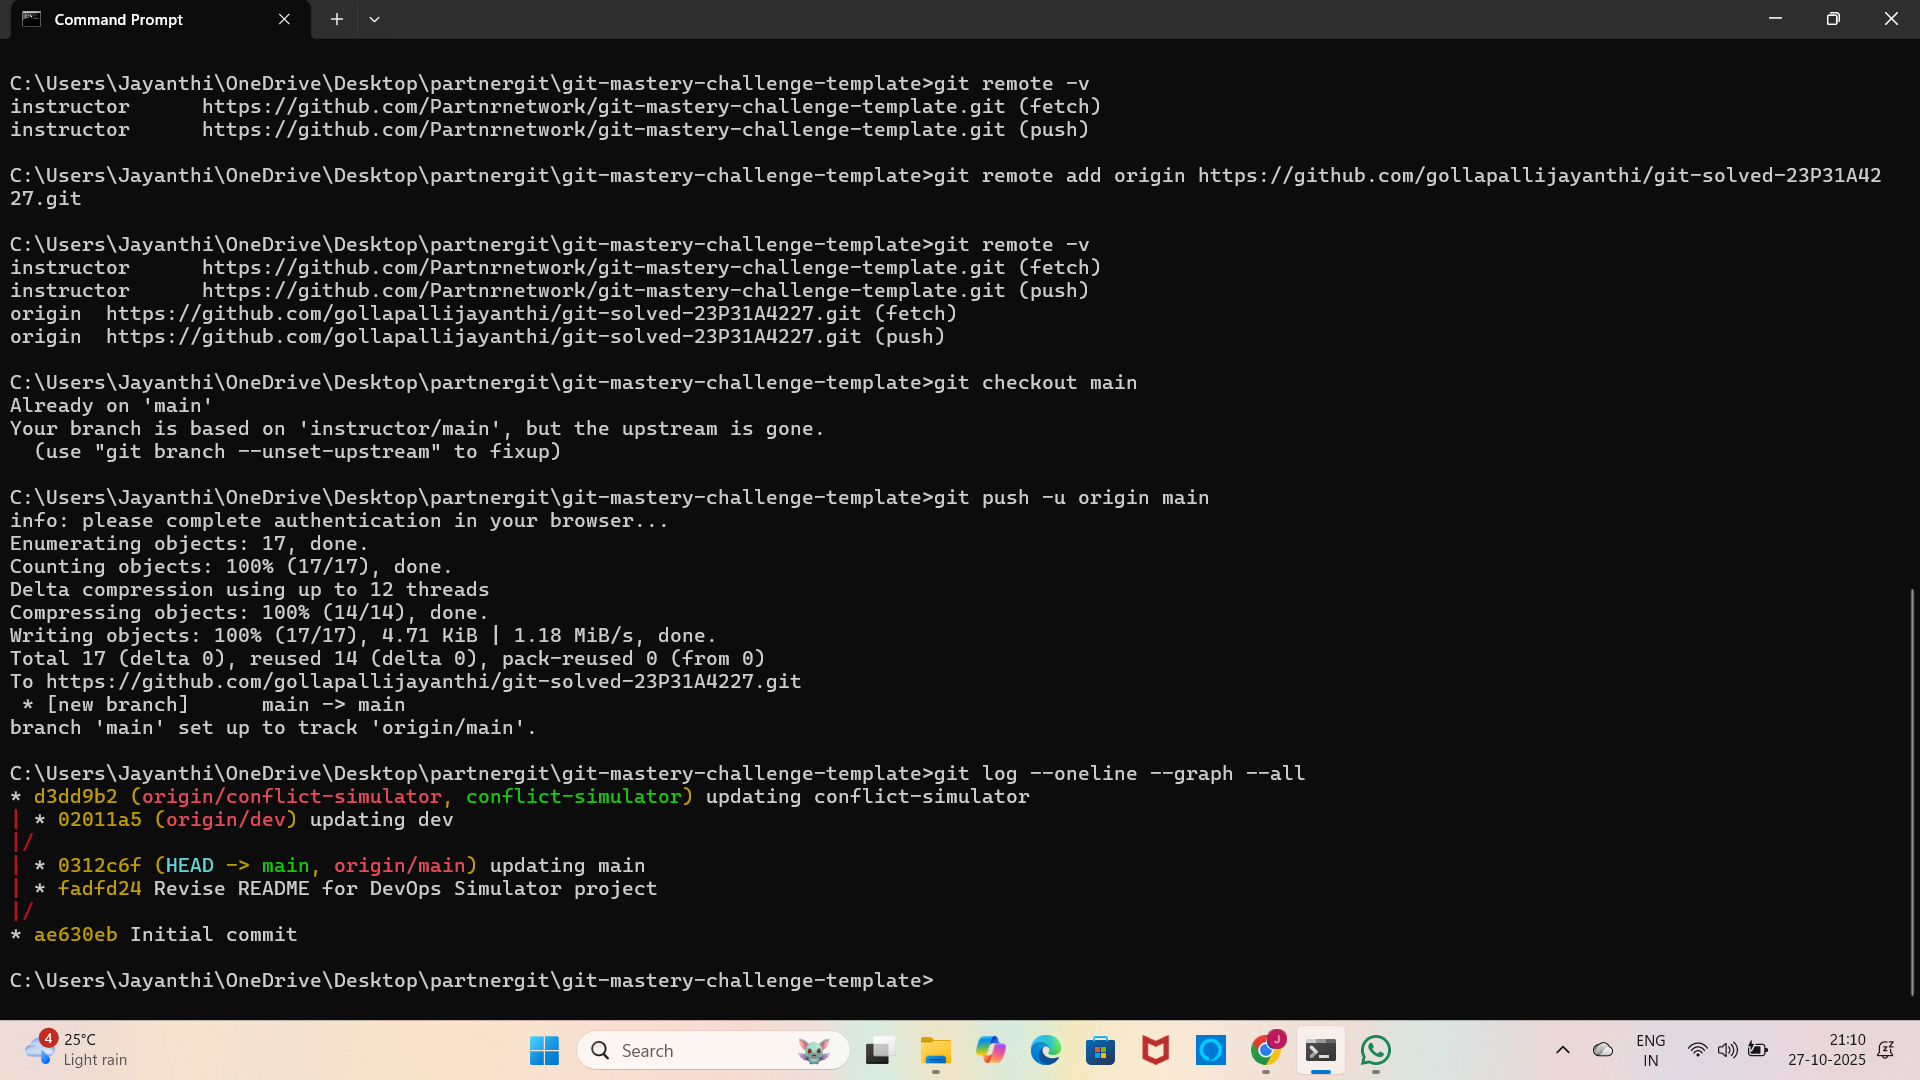 Command Prompt
C:\Users\Jayanthi\OneDrive\Desktop\partnergit\git-mastery-challenge-template>git remote -v
instructor      https://github.com/Partnrnetwork/git-mastery-challenge-template.git (fetch)
instructor      https://github.com/Partnrnetwork/git-mastery-challenge-template.git (push)
C:\Users\Jayanthi\OneDrive\Desktop\partnergit\git-mastery-challenge-template>git remote add origin https://github.com/gollapallijayanthi/git-solved-23P31A42
27.git
C:\Users\Jayanthi\OneDrive\Desktop\partnergit\git-mastery-challenge-template>git remote -v
instructor      https://github.com/Partnrnetwork/git-mastery-challenge-template.git (fetch)
instructor      https://github.com/Partnrnetwork/git-mastery-challenge-template.git (push)
origin  https://github.com/gollapallijayanthi/git-solved-23P31A4227.git (fetch)
origin  https://github.com/gollapallijayanthi/git-solved-23P31A4227.git (push)
C:\Users\Jayanthi\OneDrive\Desktop\partnergit\git-mastery-challenge-template>git checkout main
Already on 'main'
Your branch is based on 'instructor/main', but the upstream is gone.
  (use "git branch --unset-upstream" to fixup)
C:\Users\Jayanthi\OneDrive\Desktop\partnergit\git-mastery-challenge-template>git push -u origin main
info: please complete authentication in your browser...
Enumerating objects: 17, done.
Counting objects: 100% (17/17), done.
Delta compression using up to 12 threads
Compressing objects: 100% (14/14), done.
Writing objects: 100% (17/17), 4.71 KiB | 1.18 MiB/s, done.
Total 17 (delta 0), reused 14 (delta 0), pack-reused 0 (from 0)
To https://github.com/gollapallijayanthi/git-solved-23P31A4227.git
 * [new branch]      main -> main
branch 'main' set up to track 'origin/main'.
C:\Users\Jayanthi\OneDrive\Desktop\partnergit\git-mastery-challenge-template>git log --oneline --graph --all
* d3dd9b2 (origin/conflict-simulator, conflict-simulator) updating conflict-simulator
| * 02011a5 (origin/dev) updating dev
|/
| * 0312c6f (HEAD -> main, origin/main) updating main
| * fadfd24 Revise README for DevOps Simulator project
|/
* ae630eb Initial commit
C:\Users\Jayanthi\OneDrive\Desktop\partnergit\git-mastery-challenge-template>
4
25°C
Light rain
Search
J
ENG
IN
21:10
27-10-2025